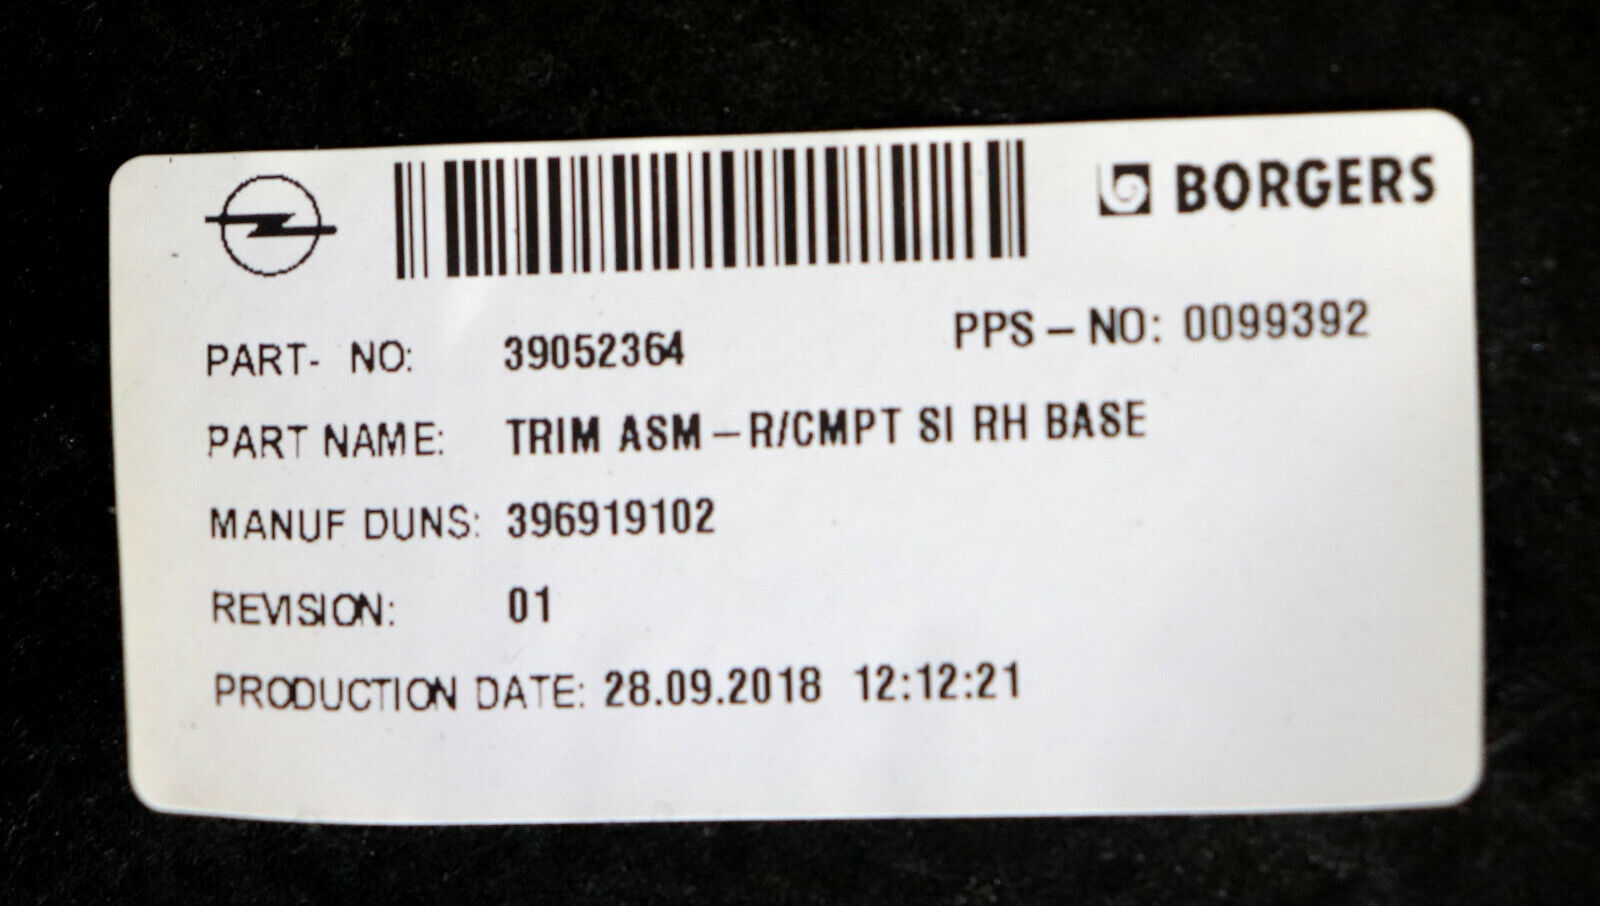 BORGERS
PART- NO: 39052364 PPS-NO: 0099392
PART NAME: TRIM ASM-R/CMPT SI RH BASE
MANUF DUNS: 396919102
REVISION: 01
PRODUCTION DATE: 28.09.2018 12:12:21